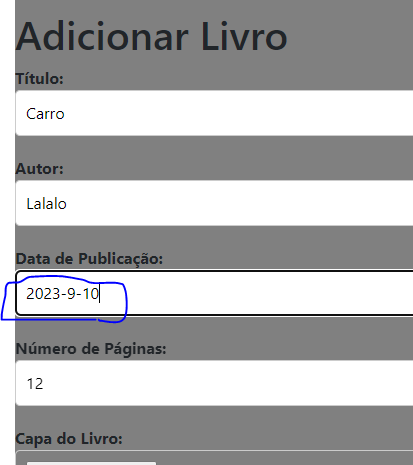 Adicionar Livro
Título:
Carro
Autor:
Lalalo
Data de Publicação:
2023-9-10
Número de Páginas:
12
Capa do Livro: